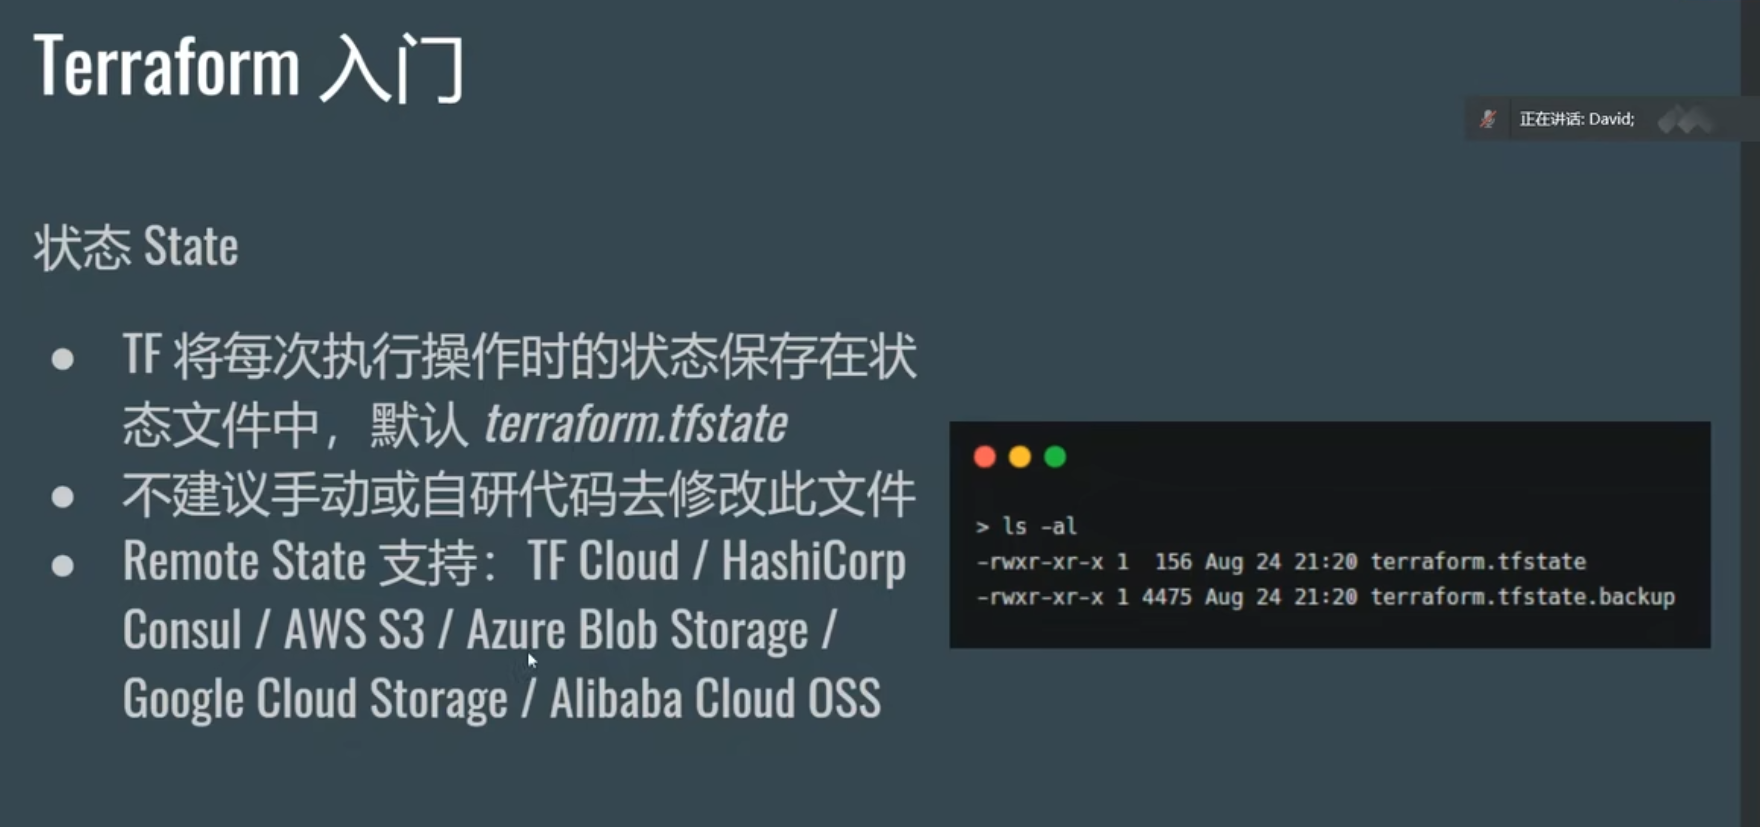 Terraform 入门
正在讲话: David;
状态 State
● TF 将每次执行操作时的状态保存在状
态文件中，默认 terraform.tfstate
● 不建议手动或自研代码去修改此文件
● Remote State 支持：TF Cloud / HashiCorp
Consul / AWS S3 / Azure Blob Storage /
Google Cloud Storage / Alibaba Cloud OSS
> ls -al
-rwxr-xr-x 1  156 Aug 24 21:20 terraform.tfstate
-rwxr-xr-x 1 4475 Aug 24 21:20 terraform.tfstate.backup